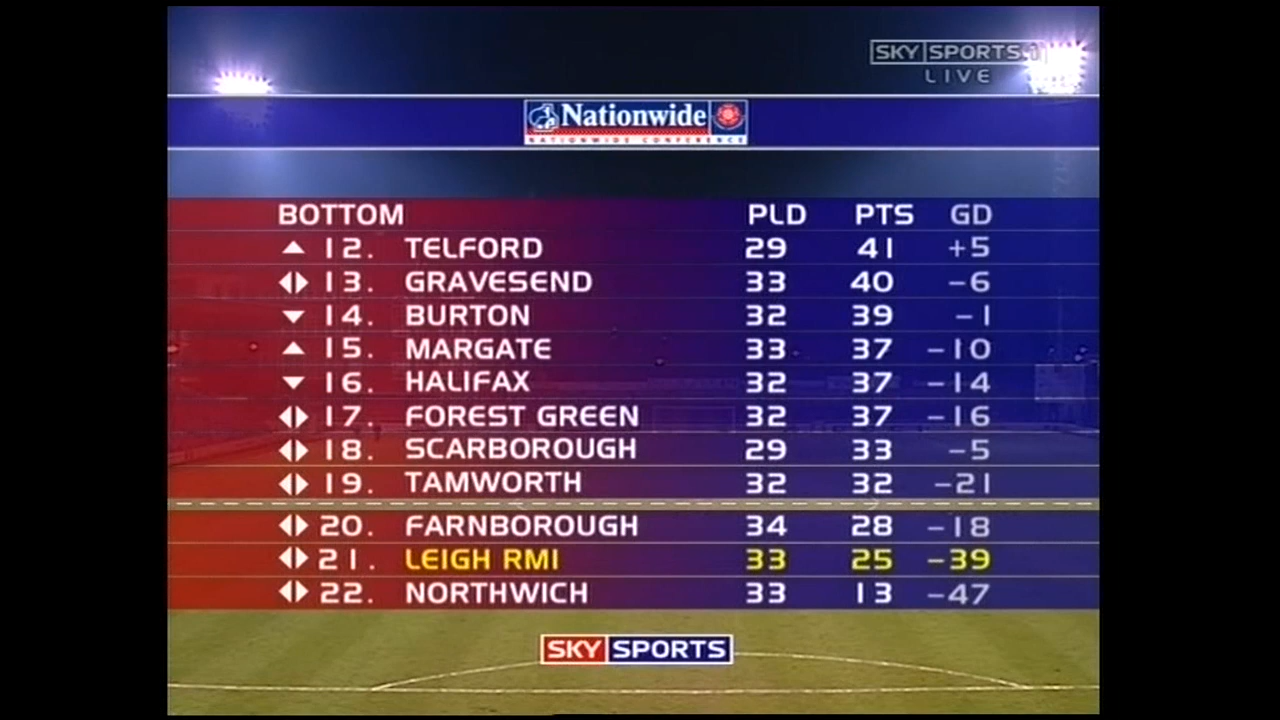 SKY SPORTS 1
LIVE
Nationwide
NATIONWIDE CONFERENCE
BOTTOM PLD PTS GD
12. TELFORD 29 41 +5
13. GRAVESEND 33 40 -6
14. BURTON 32 39 -1
15. MARGATE 33 37 -10
16. HALIFAX 32 37 -14
17. FOREST GREEN 32 37 -16
18. SCARBOROUGH 29 33 -5
19. TAMWORTH 32 32 -21
20. FARNBOROUGH 34 28 -18
21. LEIGH RMI 33 25 -39
22. NORTHWICH 33 13 -47
SKY SPORTS